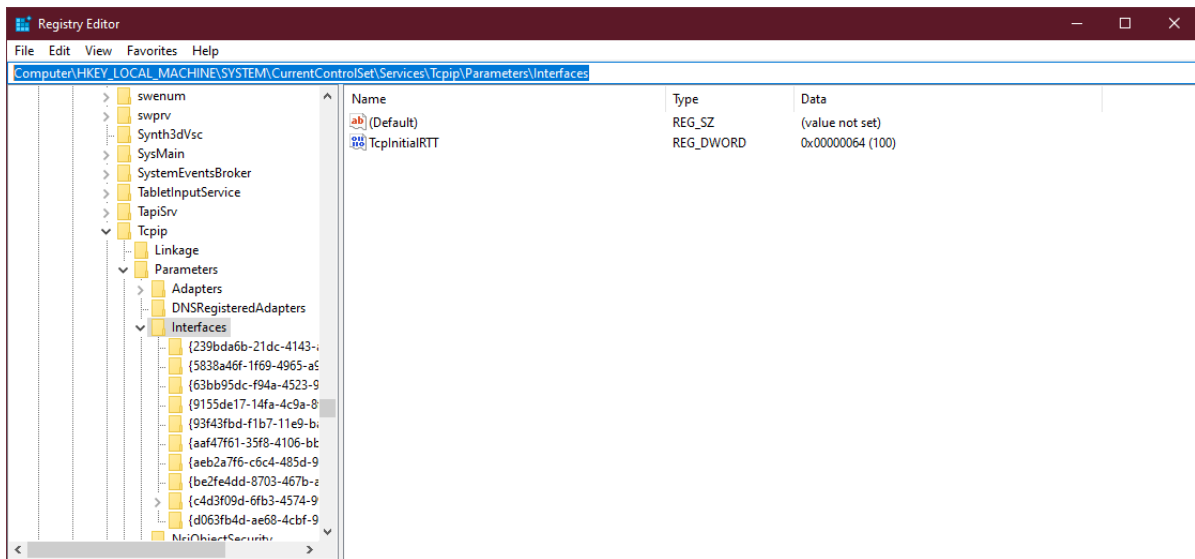 Registry Editor
File Edit View Favorites Help
Computer\HKEY_LOCAL_MACHINE\SYSTEM\CurrentControlSet\Services\Tcpip\Parameters\Interfaces
swenum
swprv
Synth3dVsc
SysMain
SystemEventsBroker
TabletInputService
TapiSrv
Tcpip
Linkage
Parameters
Adapters
DNSRegisteredAdapters
Interfaces
{239bda6b-21dc-4143-
{5838a46f-1f69-4965-a9
{63bb95dc-f94a-4523-9
{9155de17-14fa-4c9a-8
{93f43fbd-f1b7-11e9-b
{aaf47f61-35f8-4106-bb
{aeb2a7f6-c6c4-485d-9
{be2fe4dd-8703-467b-a
{c4d3f09d-6fb3-4574-9
{d063fb4d-ae68-4cbf-9
NsiObjectSecurity
Name Type Data
(Default) REG_SZ (value not set)
TcpInitialRTT REG_DWORD 0x00000064 (100)